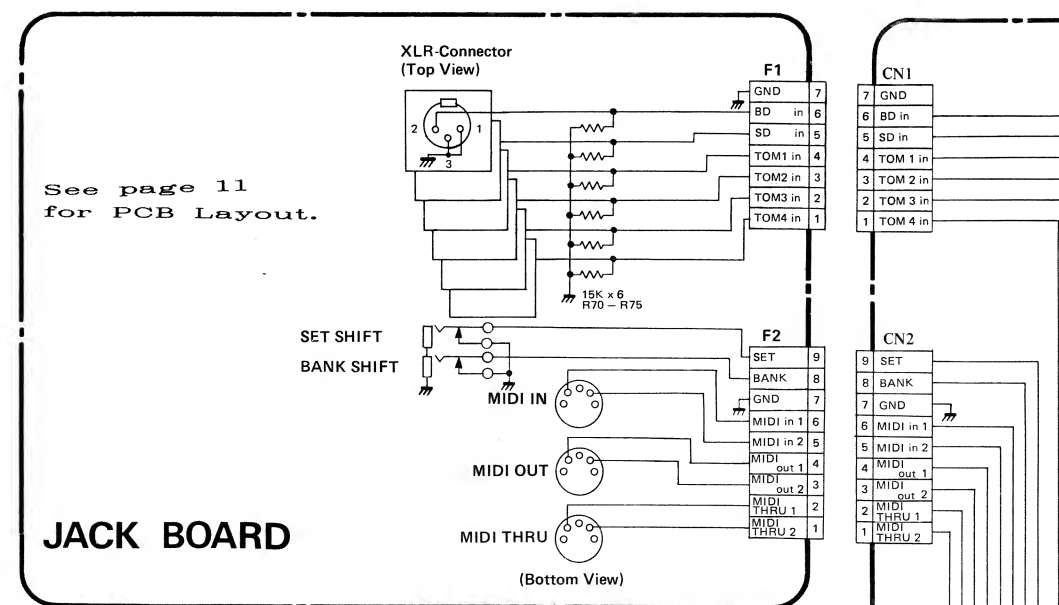 XLR-Connector
(Top View)
2
1
3
See page 11
for PCB Layout.
15K x 6
R70 – R75
F1
GND 7
BD in 6
SD in 5
TOM1 in 4
TOM2 in 3
TOM3 in 2
TOM4 in 1
CN1
7 GND
6 BD in
5 SD in
4 TOM 1 in
3 TOM 2 in
2 TOM 3 in
1 TOM 4 in
SET SHIFT
BANK SHIFT
MIDI IN
MIDI OUT
MIDI THRU
(Bottom View)
F2
SET 9
BANK 8
GND 7
MIDI in 1 6
MIDI in 2 5
MIDI
out 1 4
MIDI
out 2 3
MIDI
THRU 1 2
MIDI
THRU 2 1
CN2
9 SET
8 BANK
7 GND
6 MIDI in 1
5 MIDI in 2
4 MIDI
out 1
3 MIDI
out 2
2 MIDI
THRU 1
1 MIDI
THRU 2
JACK BOARD